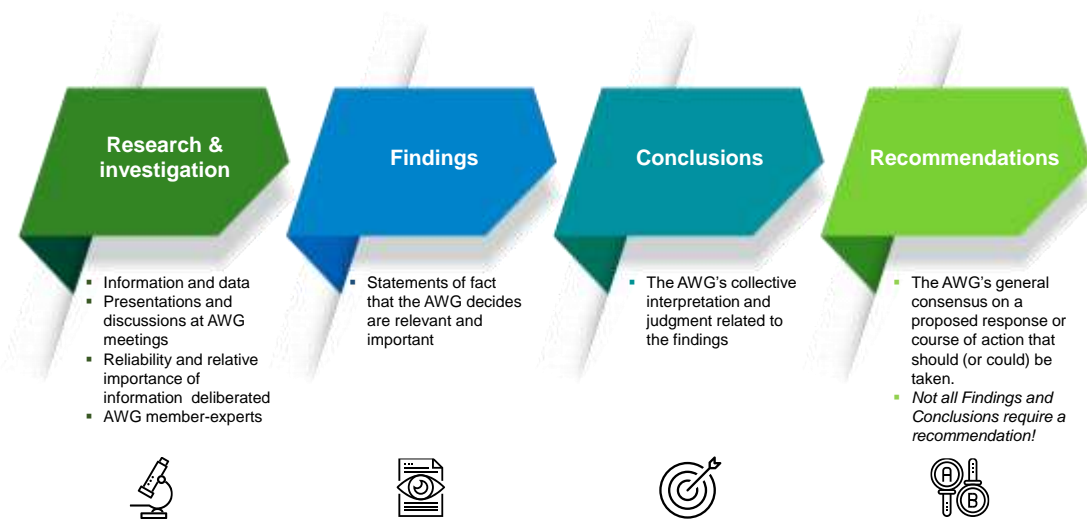 Research &
investigation
Findings
Conclusions
Recommendations
▪ Information and data
▪ Presentations and
discussions at AWG
meetings
▪ Reliability and relative
importance of
information deliberated
▪ AWG member-experts
▪ Statements of fact
that the AWG decides
are relevant and
important
▪ The AWG's collective
interpretation and
judgment related to
the findings
▪ The AWG's general
consensus on a
proposed response or
course of action that
should (or could) be
taken.
▪ Not all Findings and
Conclusions require a
recommendation!
A
B